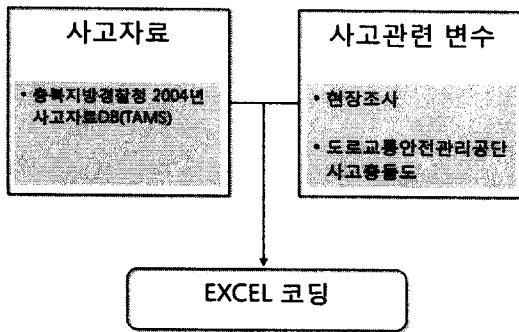 사고자료
• 충북지방경찰청 2004년
사고자료DB(TAMS)
사고관련 변수
• 현장조사
• 도로교통안전관리공단
사고충돌도
EXCEL 코딩